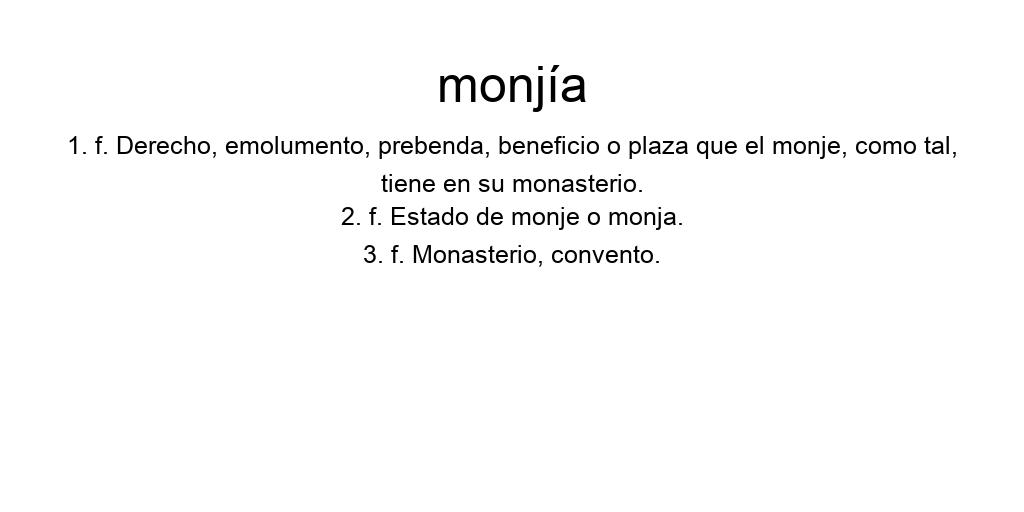 monjía
1. f. Derecho, emolumento, prebenda, beneficio o plaza que el monje, como tal,
tiene en su monasterio.
2. f. Estado de monje o monja.
3. f. Monasterio, convento.